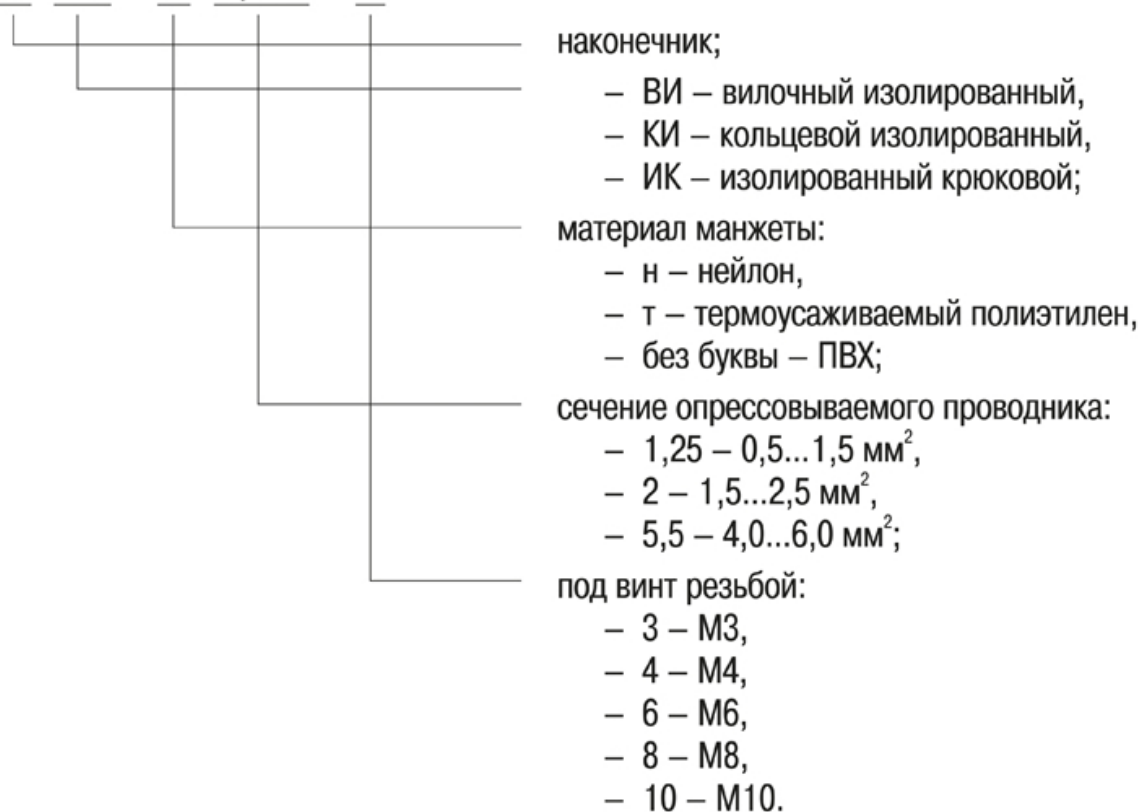 наконечник;
– ВИ – вилочный изолированный,
– КИ – кольцевой изолированный,
– ИК – изолированный крюковой;
материал манжеты:
– н – нейлон,
– т – термоусаживаемый полиэтилен,
– без буквы – ПВХ;
сечение опрессовываемого проводника:
– 1,25 – 0,5...1,5 мм²,
– 2 – 1,5...2,5 мм²,
– 5,5 – 4,0...6,0 мм²;
под винт резьбой:
– 3 – М3,
– 4 – М4,
– 6 – М6,
– 8 – М8,
– 10 – М10.